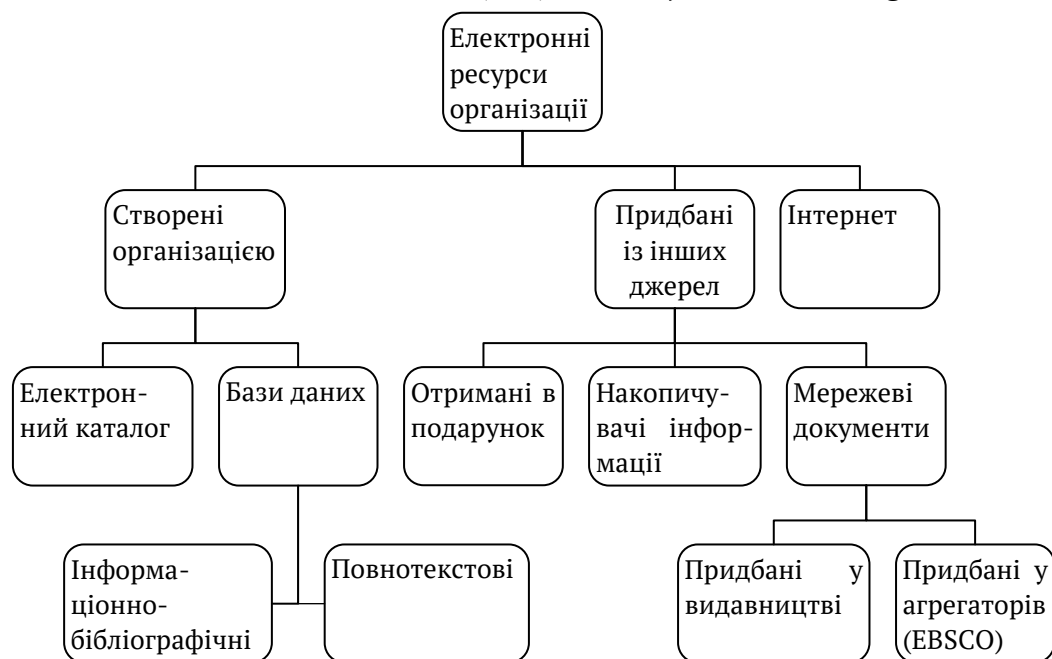 Електронні
ресурси
організації
Створені
організацією
Придбані
із інших
джерел
Інтернет
Електрон-
ний каталог
Бази даних
Отримані в
подарунок
Накопичу-
вачі інфор-
мації
Мережеві
документи
Інформа-
ціонно-
бібліографічні
Повнотекстові
Придбані у
видавництві
Придбані у
агрегаторів
(EBSCO)